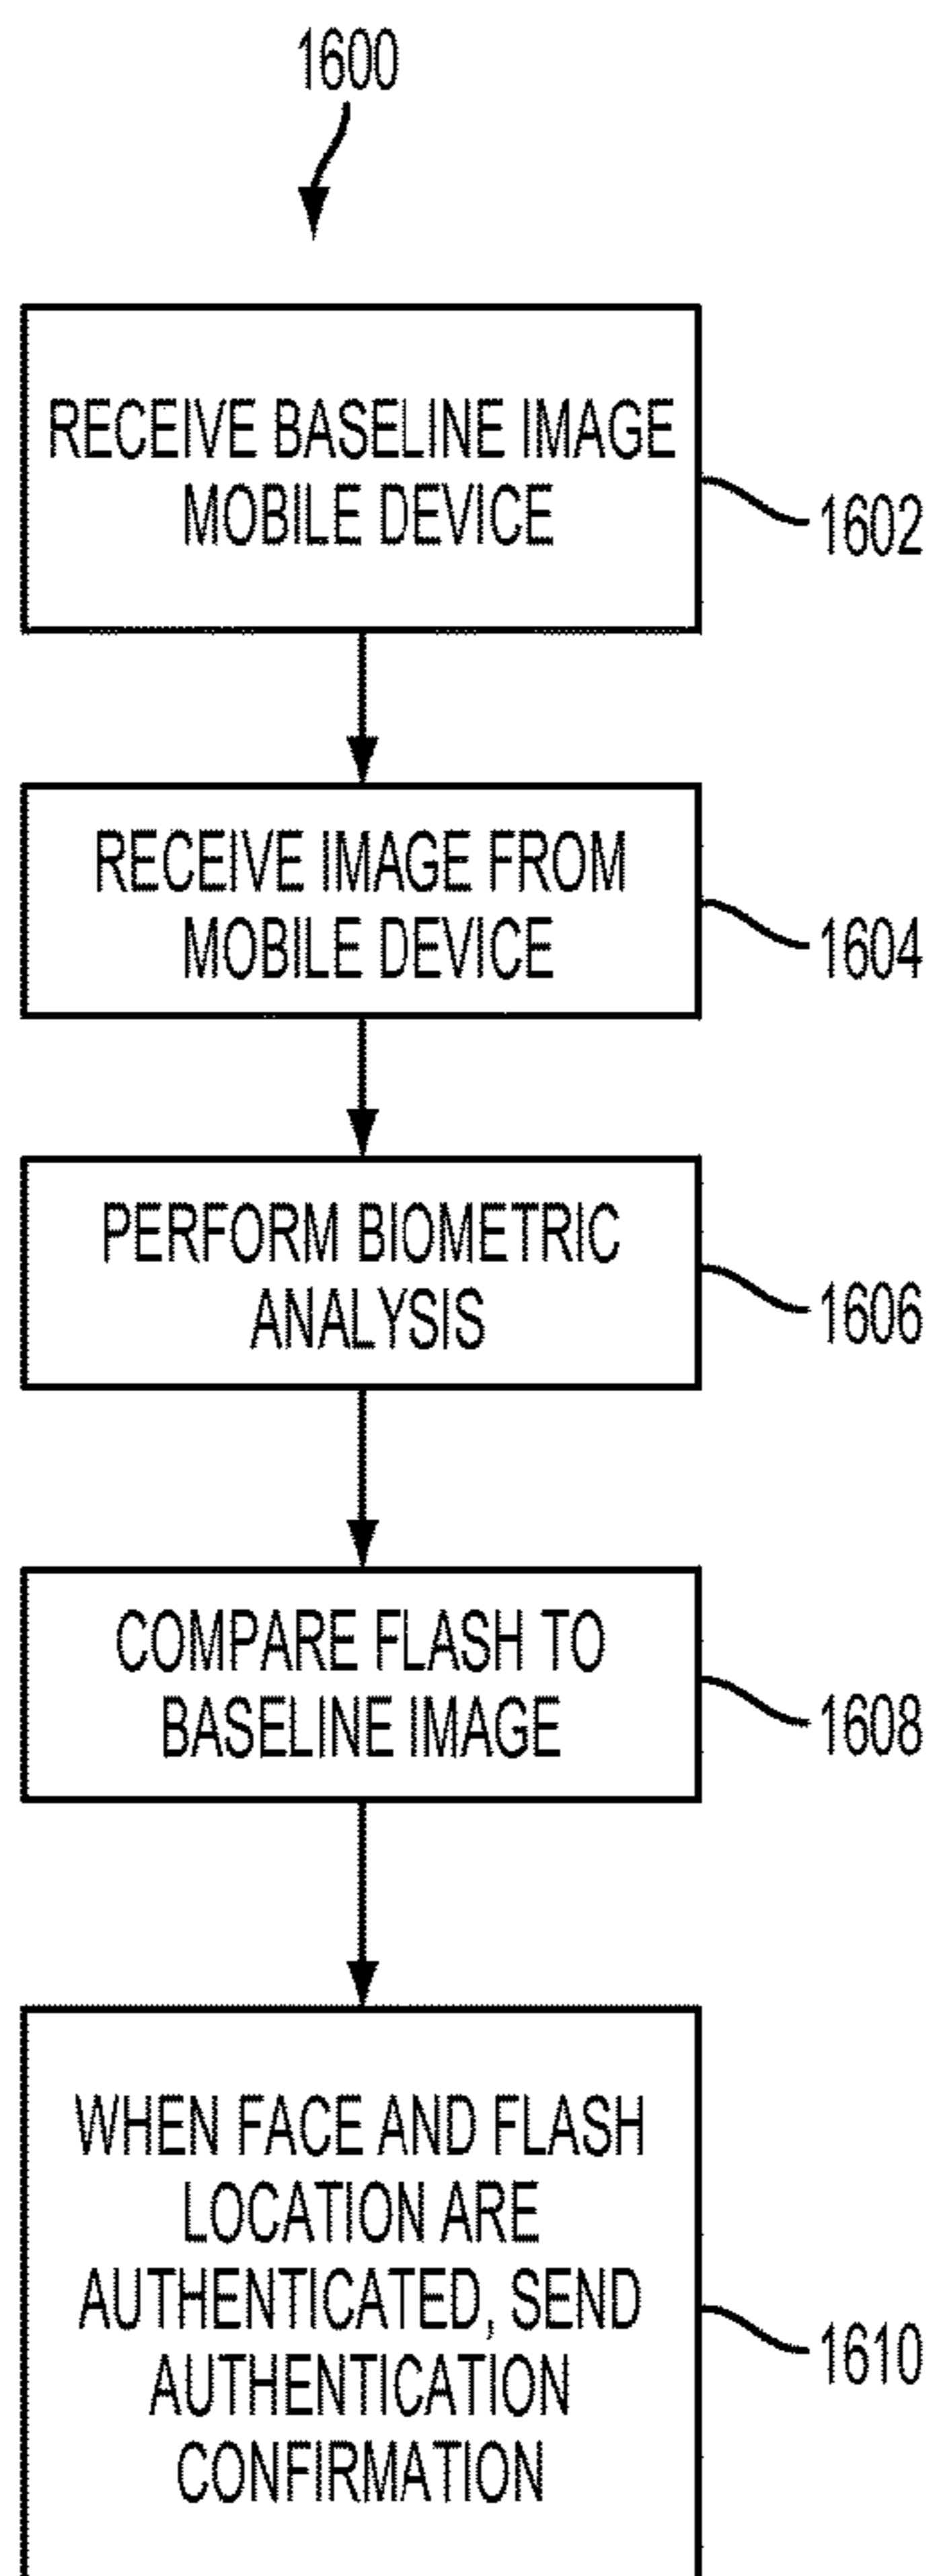 1600
RECEIVE BASELINE IMAGE
MOBILE DEVICE
1602
RECEIVE IMAGE FROM
MOBILE DEVICE
1604
PERFORM BIOMETRIC
ANALYSIS
1606
COMPARE FLASH TO
BASELINE IMAGE
1608
WHEN FACE AND FLASH
LOCATION ARE
AUTHENTICATED, SEND
AUTHENTICATION
CONFIRMATION
1610